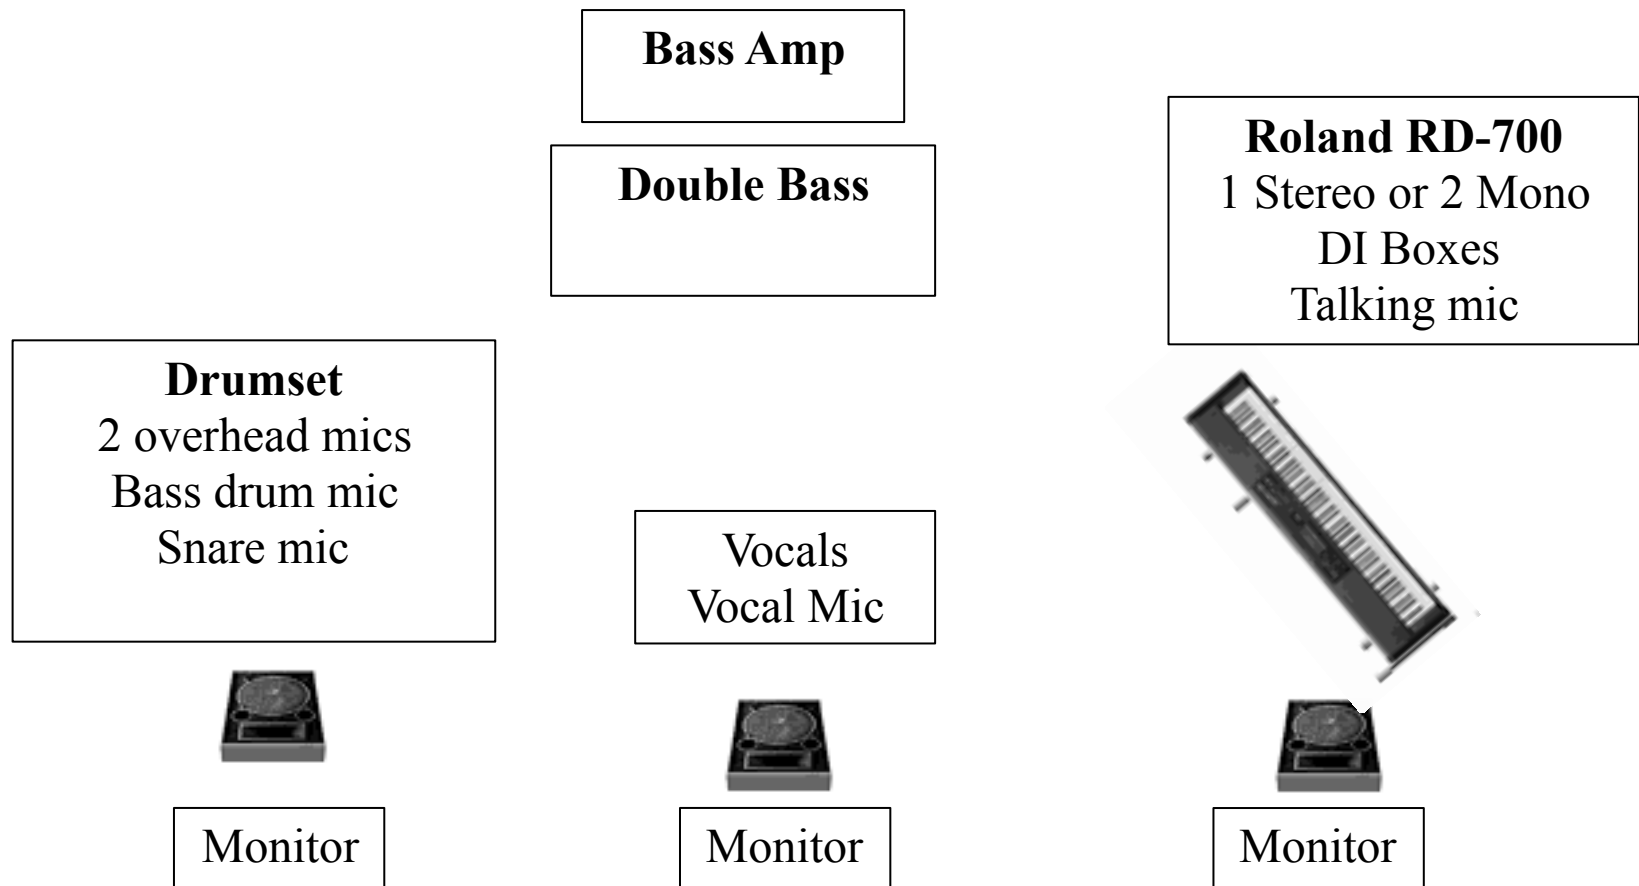 Bass Amp
Double Bass
Roland RD-700
1 Stereo or 2 Mono
DI Boxes
Talking mic
Drumset
2 overhead mics
Bass drum mic
Snare mic
Vocals
Vocal Mic
Monitor
Monitor
Monitor